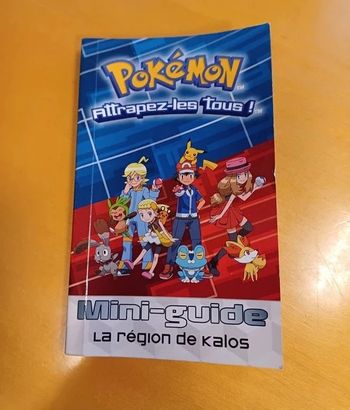 POKéMON
Attrapez-les tous !
Mini-guide
La région de Kalos